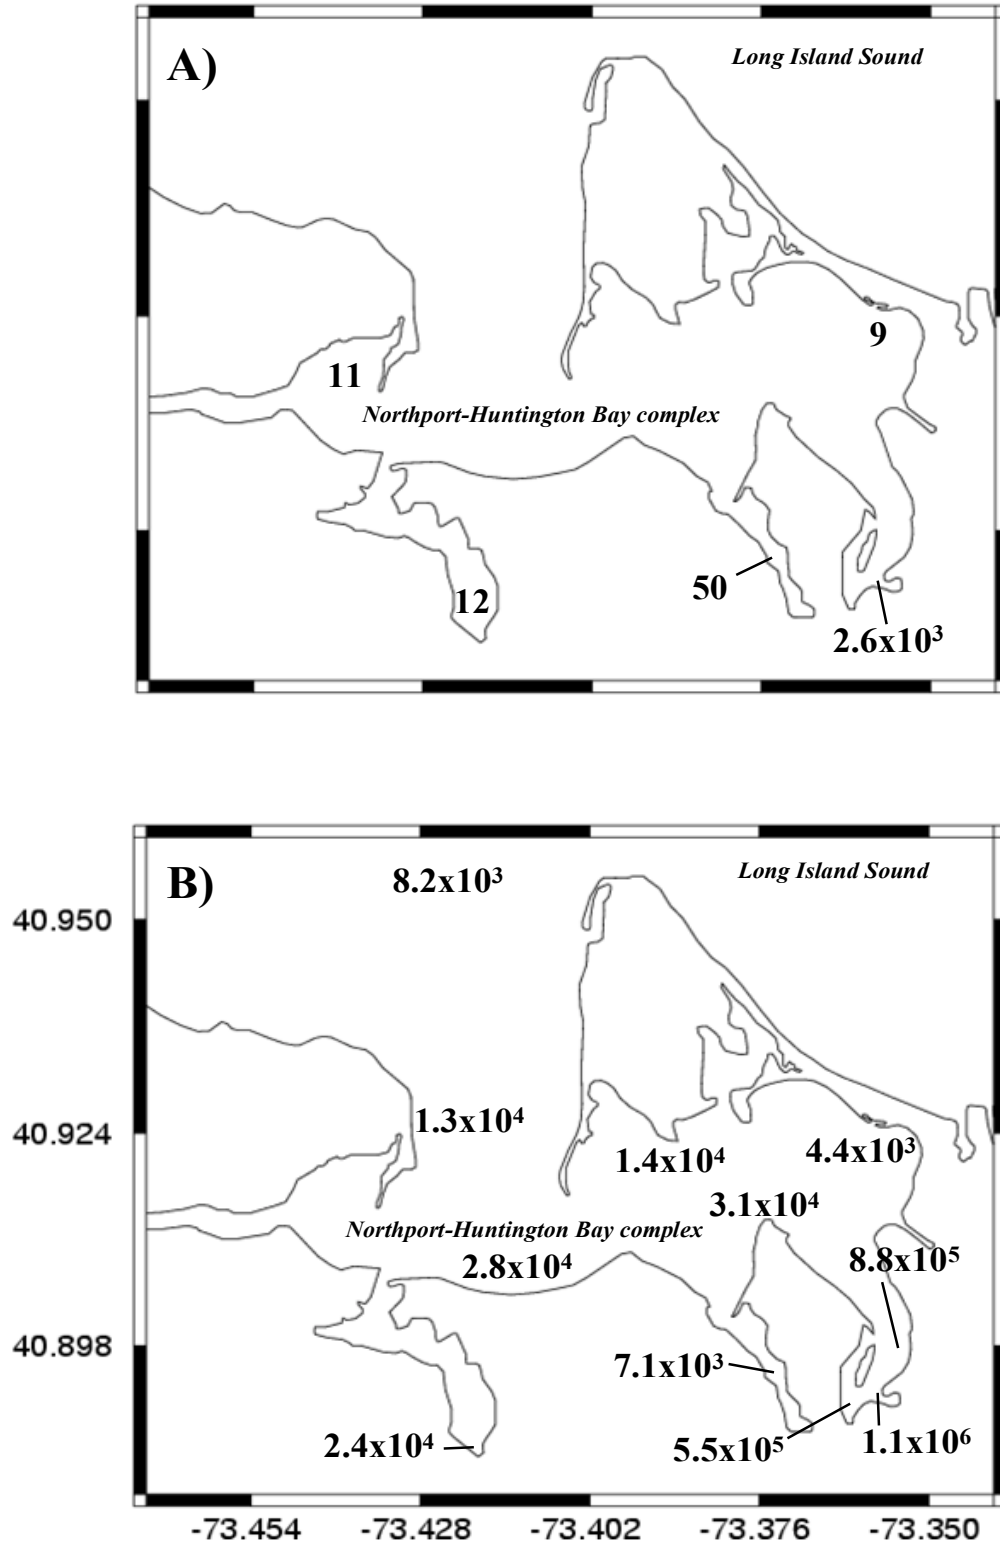 A)
Long Island Sound
9
11
Northport-Huntington Bay complex
50
12
2.6x10³
B)
8.2x10³
Long Island Sound
40.950
1.3x10⁴
40.924
1.4x10⁴
4.4x10³
3.1x10⁴
Northport-Huntington Bay complex
2.8x10⁴
8.8x10⁵
40.898
7.1x10³
2.4x10⁴
5.5x10⁵
1.1x10⁶
-73.454 -73.428 -73.402 -73.376 -73.350